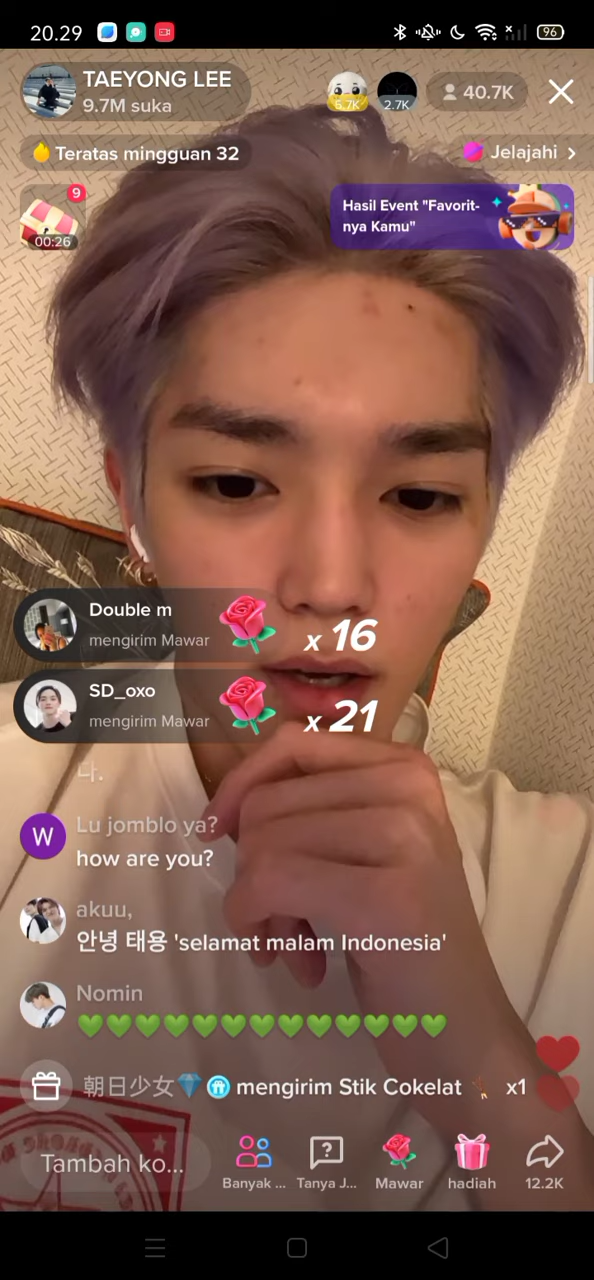 20.29
96
TAEYONG LEE
9.7M suka
6.7K
2.7K
40.7K
Teratas mingguan 32
Jelajahi >
9
00:26
Hasil Event "Favorit-
nya Kamu"
Double m
mengirim Mawar
x 16
SD_oxo
mengirim Mawar
x 21
다.
W
Lu jomblo ya?
how are you?
akuu,
안녕 태용 'selamat malam Indonesia'
Nomin
朝日少女 mengirim Stik Cokelat x1
Tambah ko...
Banyak ...
Tanya J...
Mawar
hadiah
12.2K